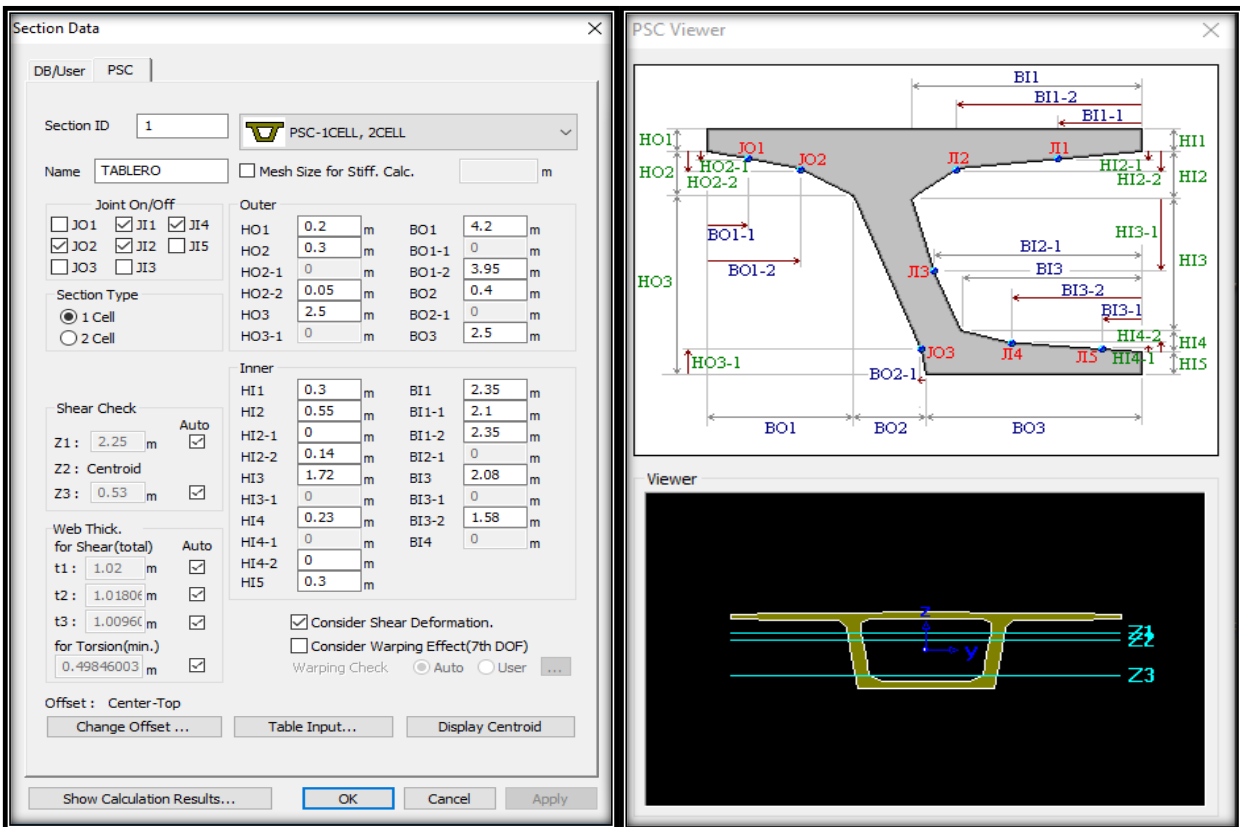 Section Data
DB/User PSC
Section ID 1 PSC-1CELL, 2CELL
Name TABLERO Mesh Size for Stiff. Calc. m
Joint On/Off
JO1 JI1 JI4
JO2 JI2 JI5
JO3 JI3
Section Type
1 Cell
2 Cell
Outer
HO1 0.2 m BO1 4.2 m
HO2 0.3 m BO1-1 0 m
HO2-1 0 m BO1-2 3.95 m
HO2-2 0.05 m BO2 0.4 m
HO3 2.5 m BO2-1 0 m
HO3-1 0 m BO3 2.5 m
Inner
HI1 0.3 m BI1 2.35 m
HI2 0.55 m BI1-1 2.1 m
HI2-1 0 m BI1-2 2.35 m
HI2-2 0.14 m BI2-1 0 m
HI3 1.72 m BI3 2.08 m
HI3-1 0 m BI3-1 0 m
HI4 0.23 m BI3-2 1.58 m
HI4-1 0 m BI4 0 m
HI4-2 0 m
HI5 0.3 m
Shear Check
Auto
Z1 : 2.25 m
Z2 : Centroid
Z3 : 0.53 m
Web Thick.
for Shear(total) Auto
t1 : 1.02 m
t2 : 1.01806 m
t3 : 1.00960 m
for Torsion(min.)
0.49846003 m
Consider Shear Deformation.
Consider Warping Effect(7th DOF)
Warping Check Auto User ...
Offset : Center-Top
Change Offset ... Table Input... Display Centroid
Show Calculation Results... OK Cancel Apply
PSC Viewer
BI1
BI1-2
BI1-1
HO1 JO1 JI1 HI1
HO2 HO2-1 JO2 JI2 HI2-1 HI2
HO2-2 HI2-2
BO1-1 HI3-1
BO1-2 BI2-1
JI3 BI3 HI3
HO3 BI3-2
BI3-1
HI4-2
HO3-1 JO3 JI4 JI5 HI4-1 HI4
BO2-1 HI5
BO1 BO2 BO3
Viewer
z
y
Z1
Z2
Z3